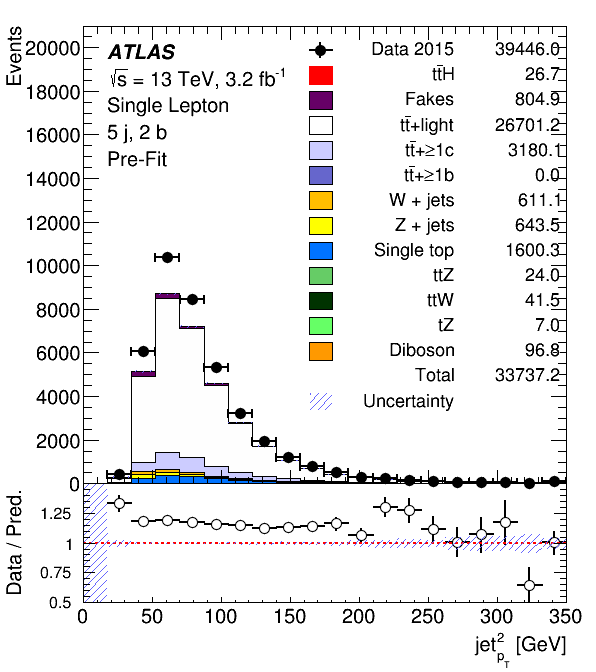 Events
20000
18000
16000
14000
12000
10000
8000
6000
4000
2000
0
ATLAS
√s = 13 TeV, 3.2 fb⁻¹
Single Lepton
5 j, 2 b
Pre-Fit
Data 2015 39446.0
tt̄H 26.7
Fakes 804.9
tt̄+light 26701.2
tt̄+≥1c 3180.1
tt̄+≥1b 0.0
W + jets 611.1
Z + jets 643.5
Single top 1600.3
ttZ 24.0
ttW 41.5
tZ 7.0
Diboson 96.8
Total 33737.2
Uncertainty
Data / Pred.
1.25
1
0.75
0.5
0 50 100 150 200 250 300 350
jet²_pT [GeV]